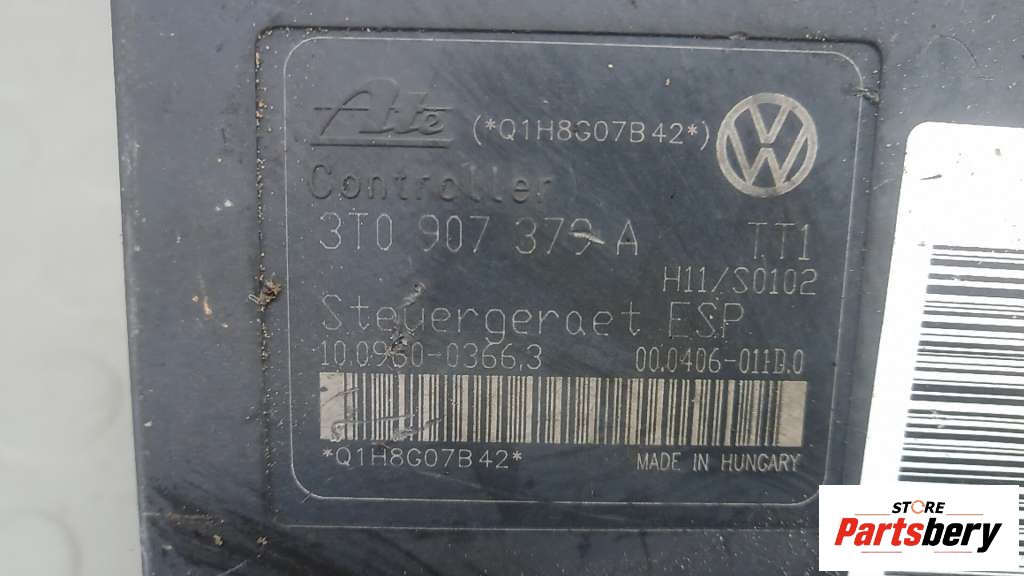 Ate (*Q1H8G07B42*)
Controller
3T0 907 379 A TT1
H11/S0102
Steuergeraet ESP
10.0960-0366.3 00.0406-011D.0
*Q1H8G07B42* MADE IN HUNGARY
STORE
Partsbery